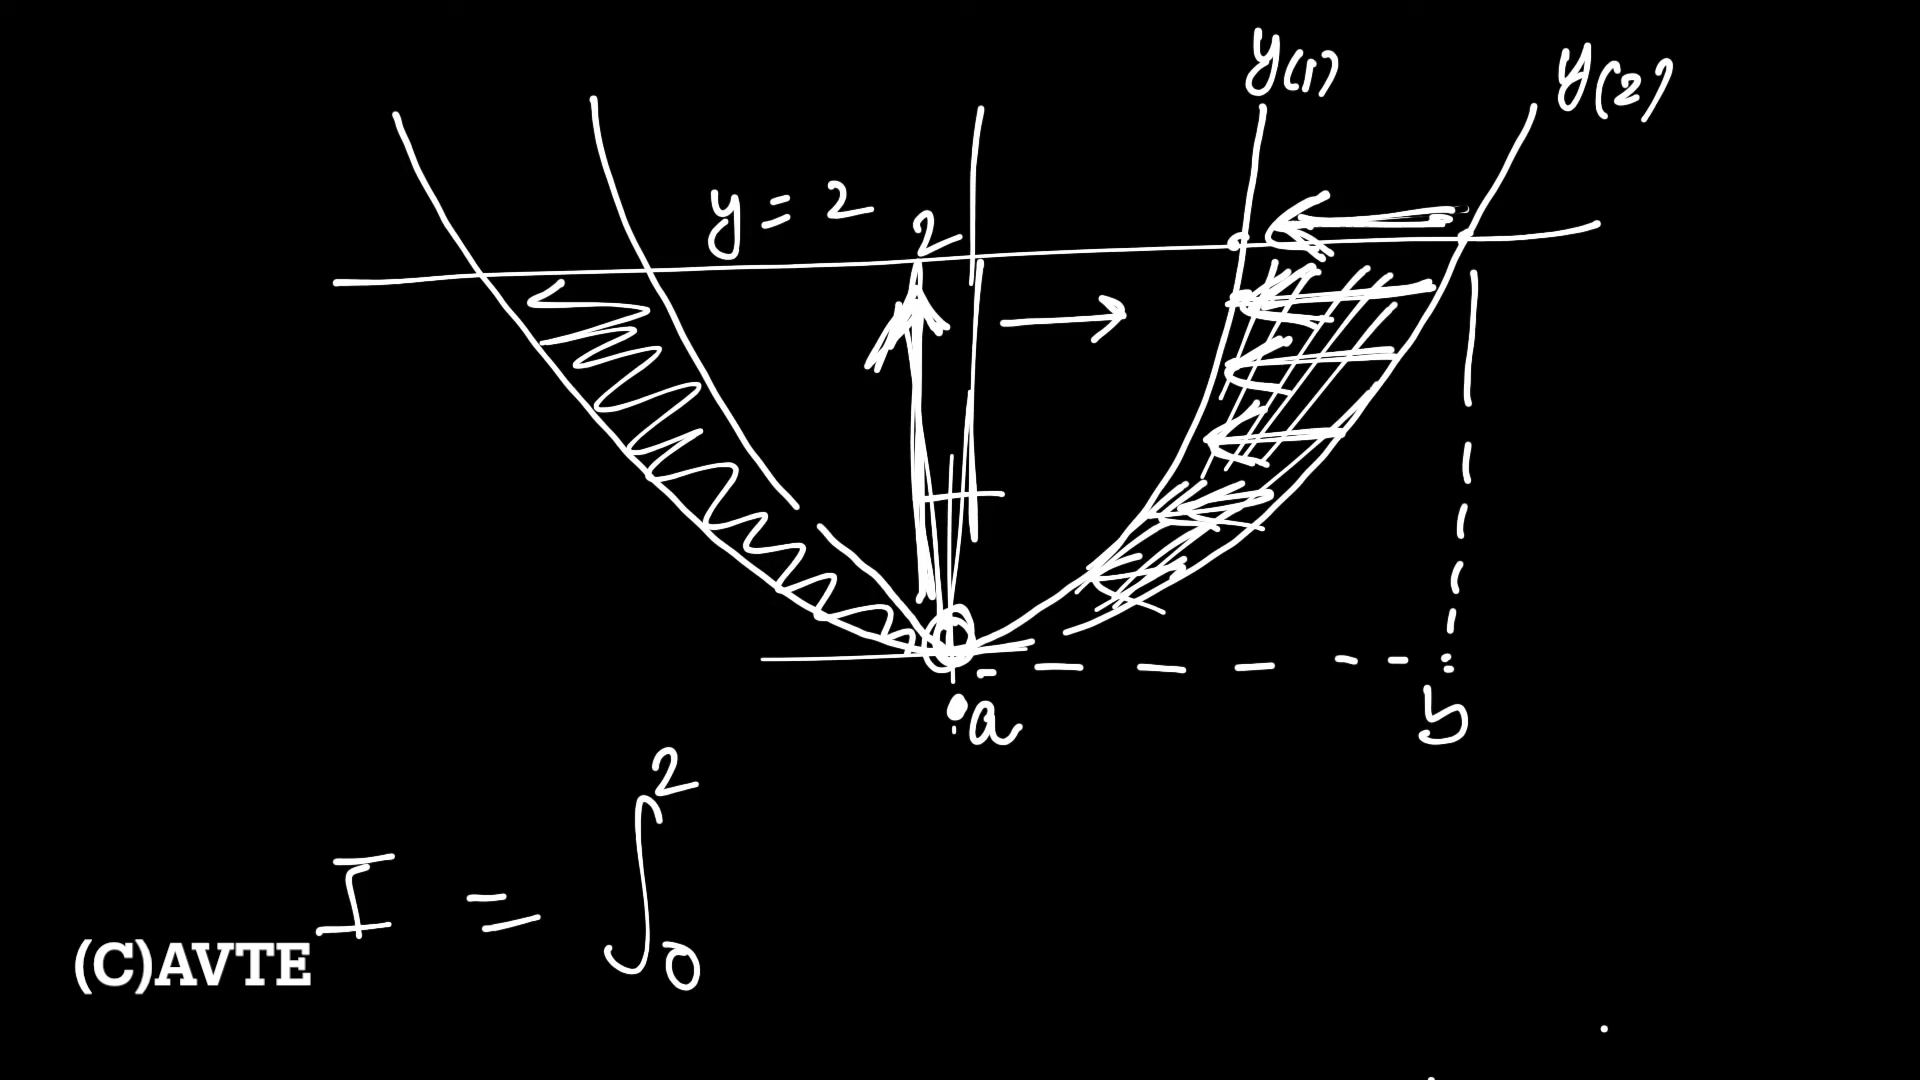 y(1) y(2)
y = 2
2
a b
I = ∫₀²
(C)AVTE